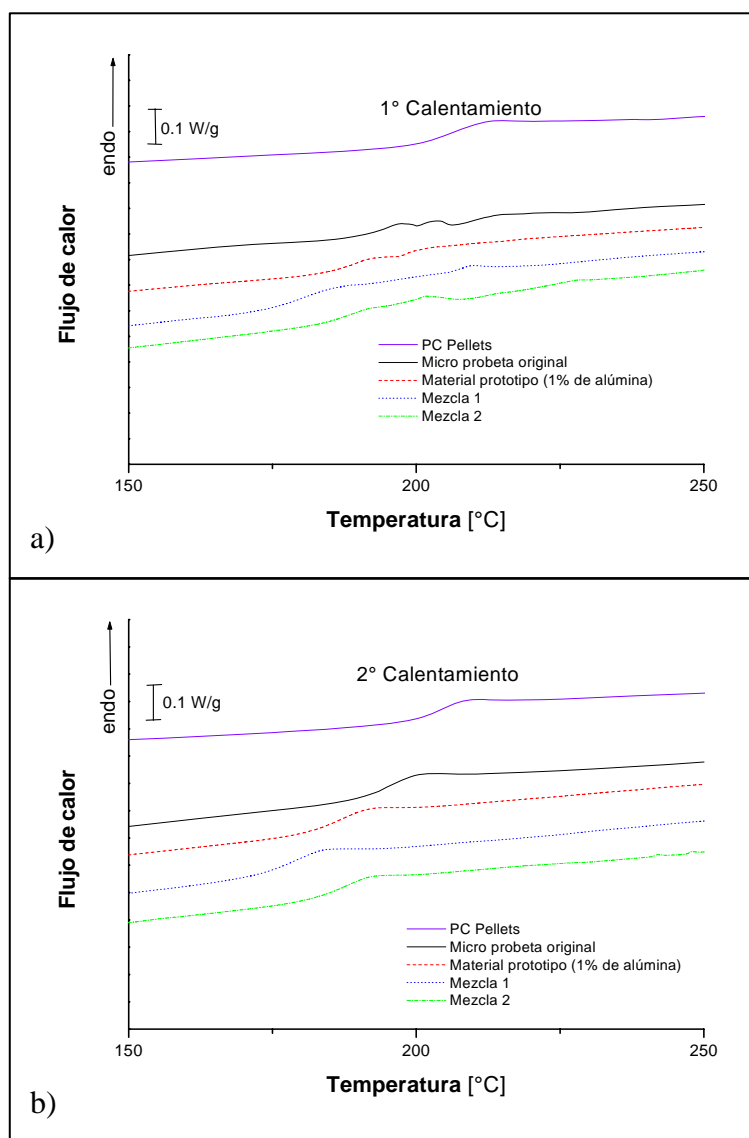 endo
0.1 W/g
1° Calentamiento
Flujo de calor
PC Pellets
Micro probeta original
Material prototipo (1% de alúmina)
Mezcla 1
Mezcla 2
150
200
250
Temperatura [°C]
a)
endo
0.1 W/g
2° Calentamiento
Flujo de calor
PC Pellets
Micro probeta original
Material prototipo (1% de alúmina)
Mezcla 1
Mezcla 2
150
200
250
Temperatura [°C]
b)